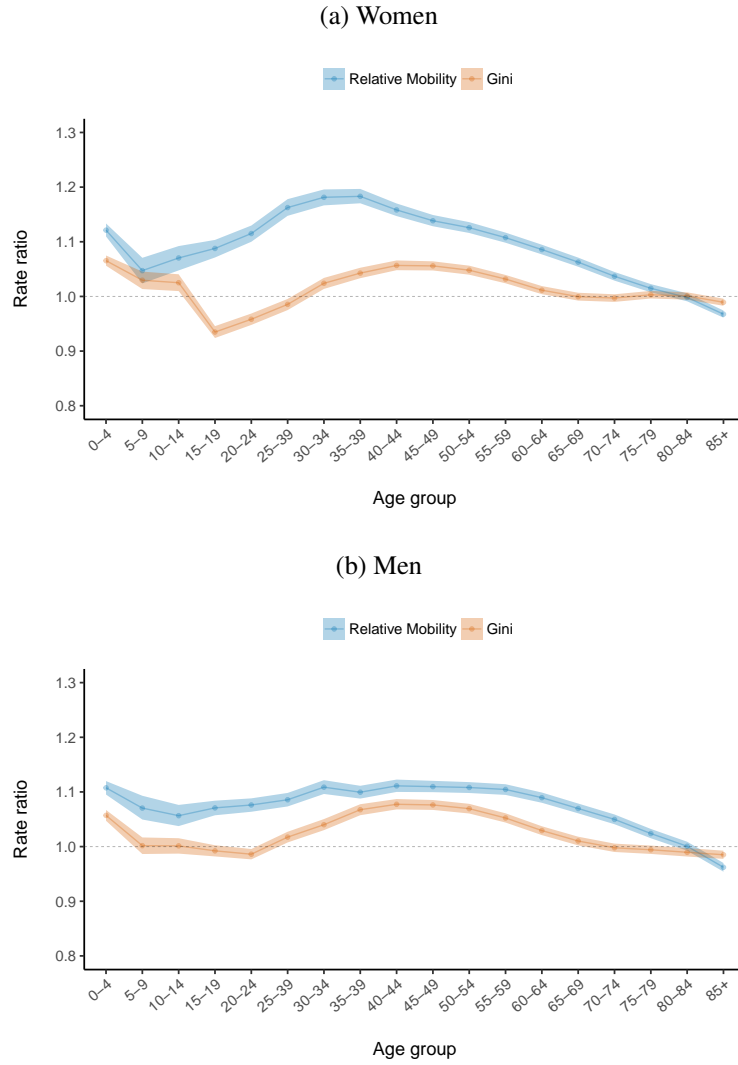 (a) Women
Relative Mobility Gini
1.3
1.2
1.1
1.0
0.9
0.8
Rate ratio
0–4 5–9 10–14 15–19 20–24 25–39 30–34 35–39 40–44 45–49 50–54 55–59 60–64 65–69 70–74 75–79 80–84 85+
Age group
(b) Men
Relative Mobility Gini
1.3
1.2
1.1
1.0
0.9
0.8
Rate ratio
0–4 5–9 10–14 15–19 20–24 25–39 30–34 35–39 40–44 45–49 50–54 55–59 60–64 65–69 70–74 75–79 80–84 85+
Age group